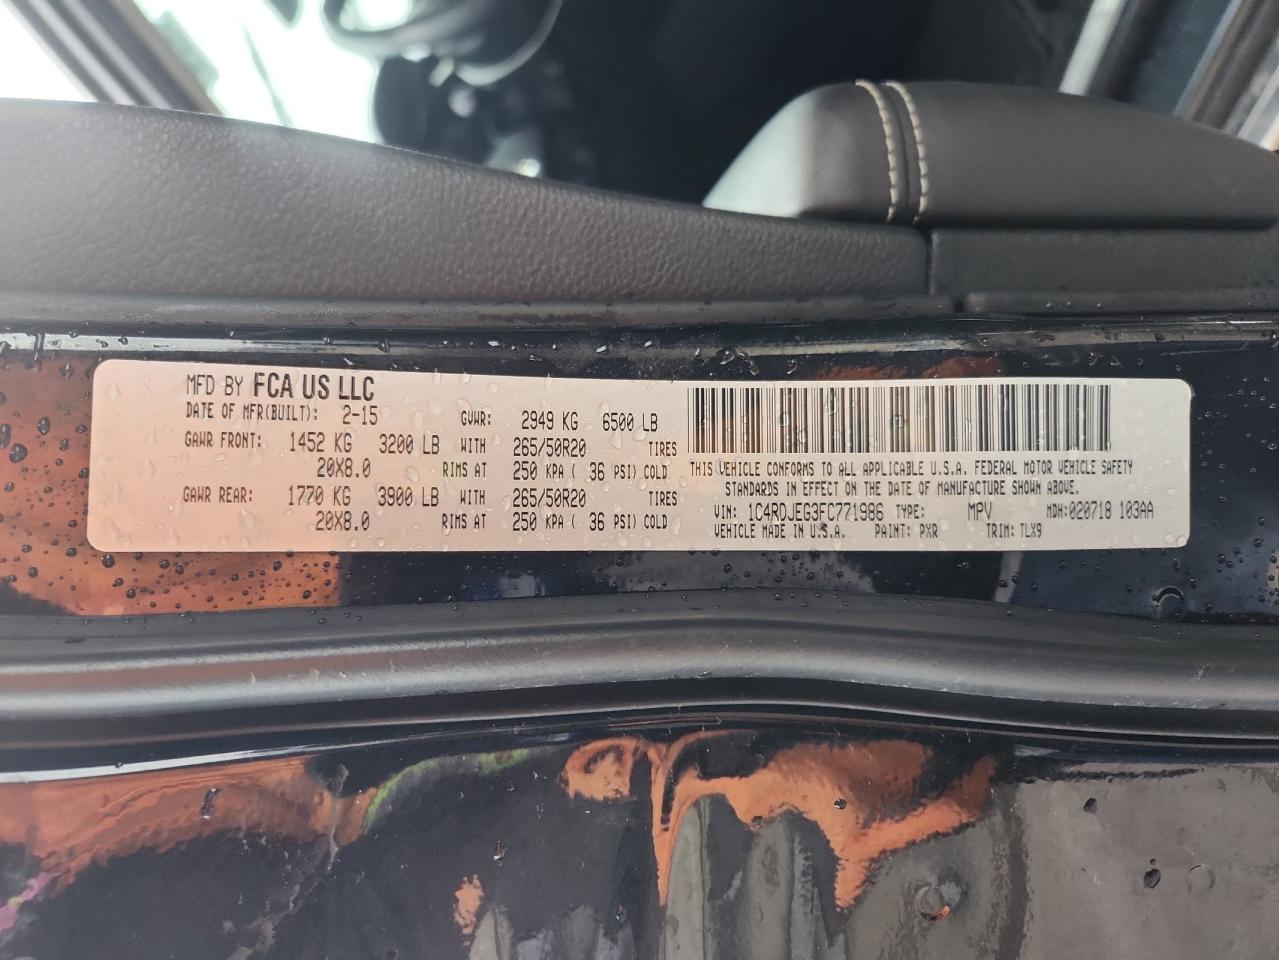 MFD BY FCA US LLC
DATE OF MFR(BUILT): 2-15 GVWR: 2949 KG 6500 LB
GAWR FRONT: 1452 KG 3200 LB WITH 265/50R20 TIRES
20X8.0 RIMS AT 250 KPA ( 36 PSI) COLD
GAWR REAR: 1770 KG 3900 LB WITH 265/50R20 TIRES
20X8.0 RIMS AT 250 KPA ( 36 PSI) COLD
THIS VEHICLE CONFORMS TO ALL APPLICABLE U.S.A. FEDERAL MOTOR VEHICLE SAFETY
STANDARDS IN EFFECT ON THE DATE OF MANUFACTURE SHOWN ABOVE.
VIN: 1C4RDJEG3FC771986 TYPE: MPV MDH:020718 103AA
VEHICLE MADE IN U.S.A. PAINT: PXR TRIM: TLX9